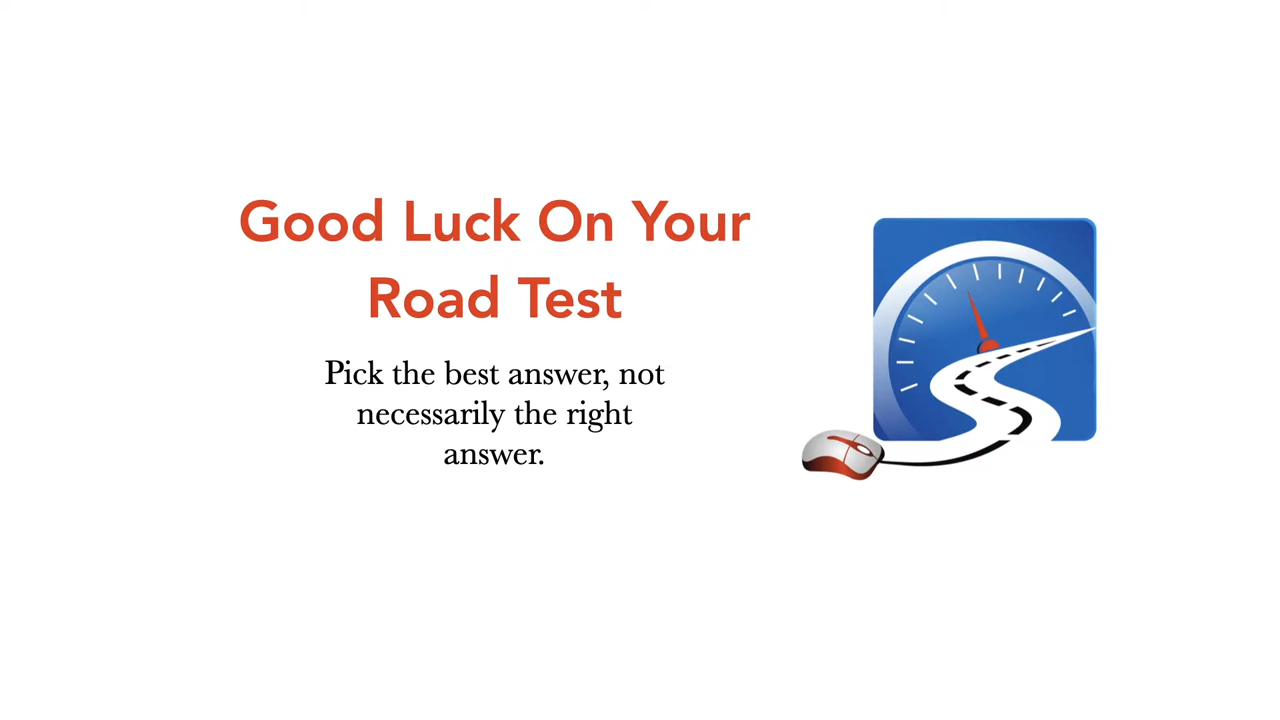 Good Luck On Your
Road Test
Pick the best answer, not
necessarily the right
answer.